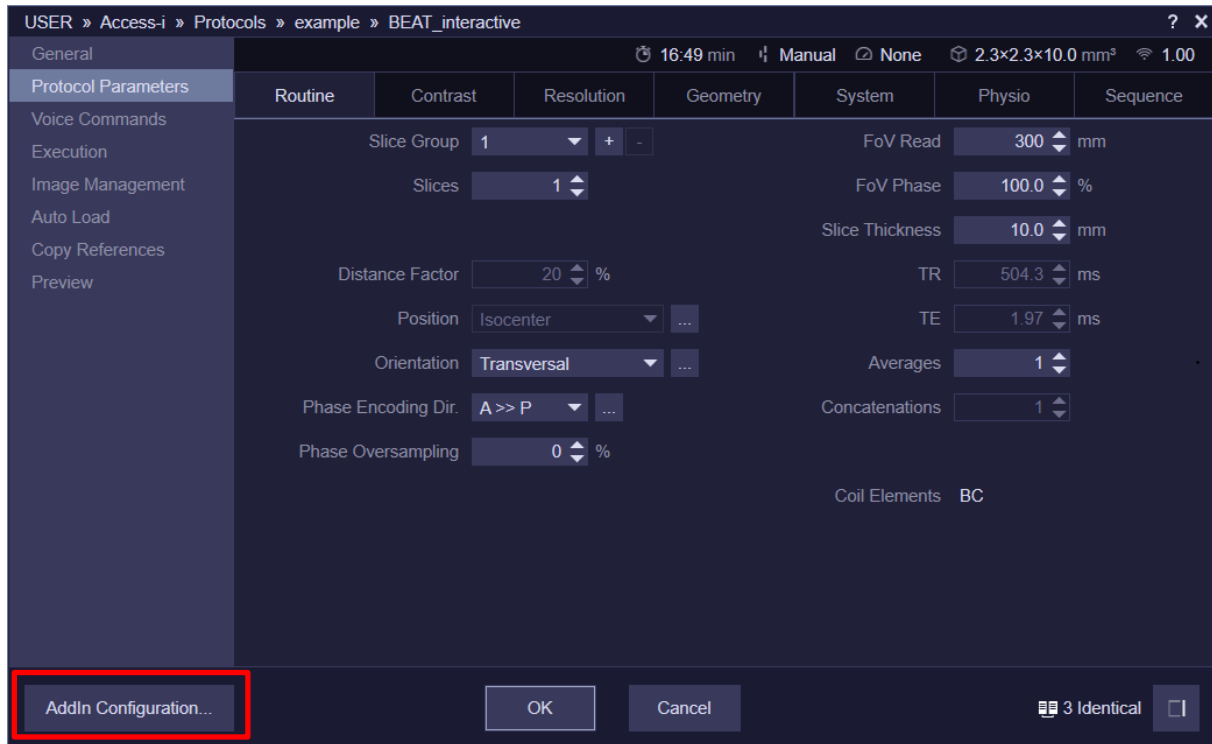 USER » Access-i » Protocols » example » BEAT_interactive ? X
General
Protocol Parameters
Voice Commands
Execution
Image Management
Auto Load
Copy References
Preview
16:49 min Manual None 2.3×2.3×10.0 mm³ 1.00
Routine Contrast Resolution Geometry System Physio Sequence
Slice Group 1 + -
Slices 1
Distance Factor 20 %
Position Isocenter ...
Orientation Transversal ...
Phase Encoding Dir. A >> P ...
Phase Oversampling 0 %
FoV Read 300 mm
FoV Phase 100.0 %
Slice Thickness 10.0 mm
TR 504.3 ms
TE 1.97 ms
Averages 1
Concatenations 1
Coil Elements BC
AddIn Configuration... OK Cancel 3 Identical